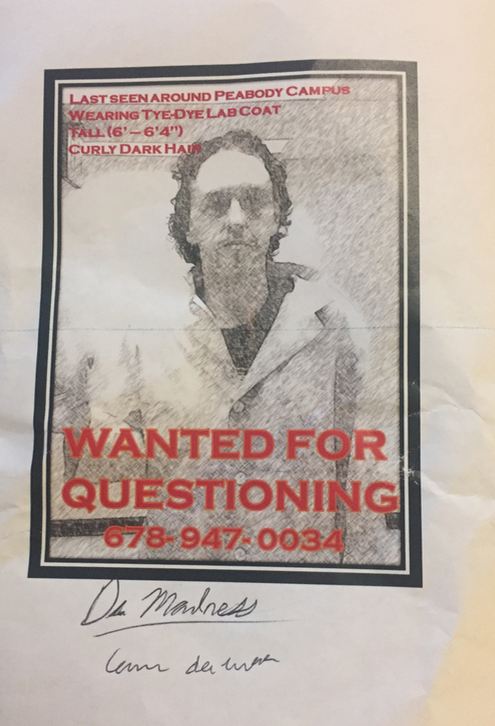 Last seen around Peabody Campus
Wearing Tye-Dye Lab Coat
Tall (6' – 6'4")
Curly Dark Hair
WANTED FOR
QUESTIONING
678-947-0034
Madness